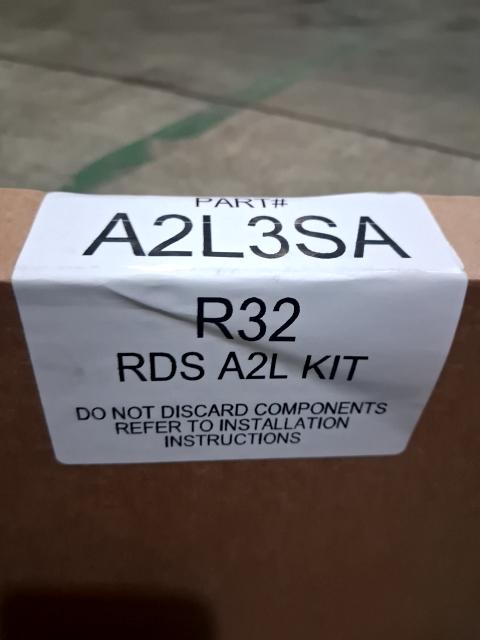 PART#
A2L3SA
R32
RDS A2L KIT
DO NOT DISCARD COMPONENTS
REFER TO INSTALLATION
INSTRUCTIONS